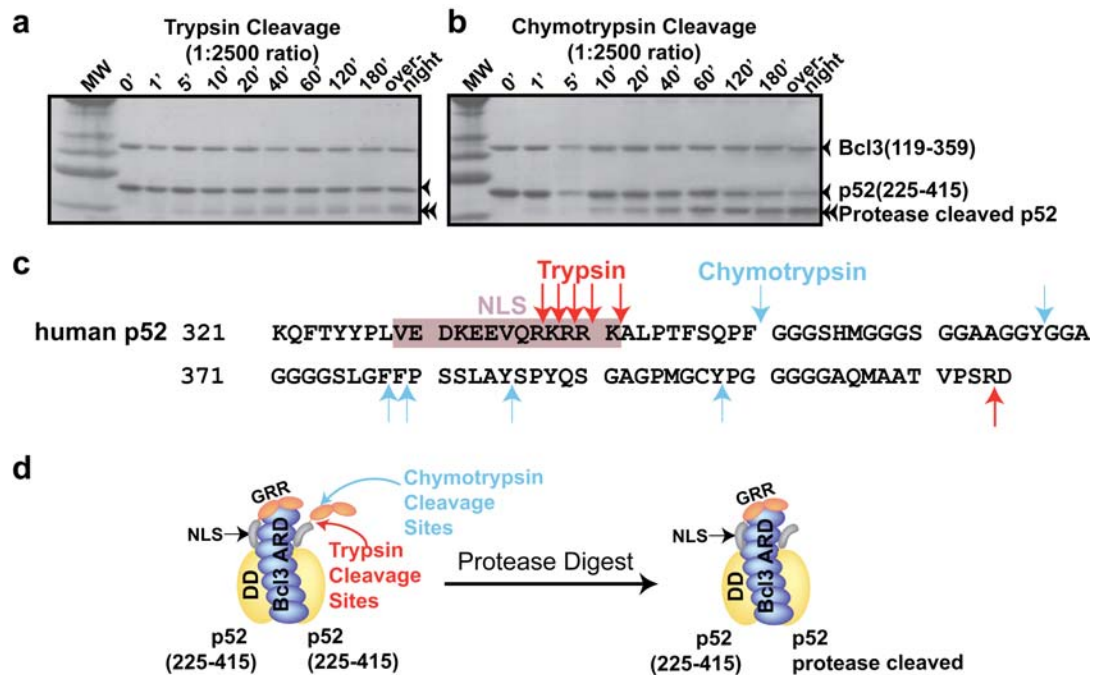 a
Trypsin Cleavage
(1:2500 ratio)
MW 0' 1' 5' 10' 20' 40' 60' 120' 180' over-
night
b
Chymotrypsin Cleavage
(1:2500 ratio)
MW 0' 1' 5' 10' 20' 40' 60' 120' 180' over-
night
Bcl3(119-359)
p52(225-415)
Protease cleaved p52
c
Trypsin
Chymotrypsin
NLS
human p52 321 KQFTYYPLVE DKEEVQRKRR KALPTFSQPF GGGSHMGGGS GGAAGGYGGA
371 GGGGSLGFFP SSLAYSPYQS GAGPMGCYPG GGGGAQMAAT VPSRD
d
GRR
NLS
DD
Bcl3 ARD
Chymotrypsin
Cleavage
Sites
Trypsin
Cleavage
Sites
p52
(225-415)
p52
(225-415)
Protease Digest
GRR
NLS
DD
Bcl3 ARD
p52
(225-415)
p52
protease cleaved